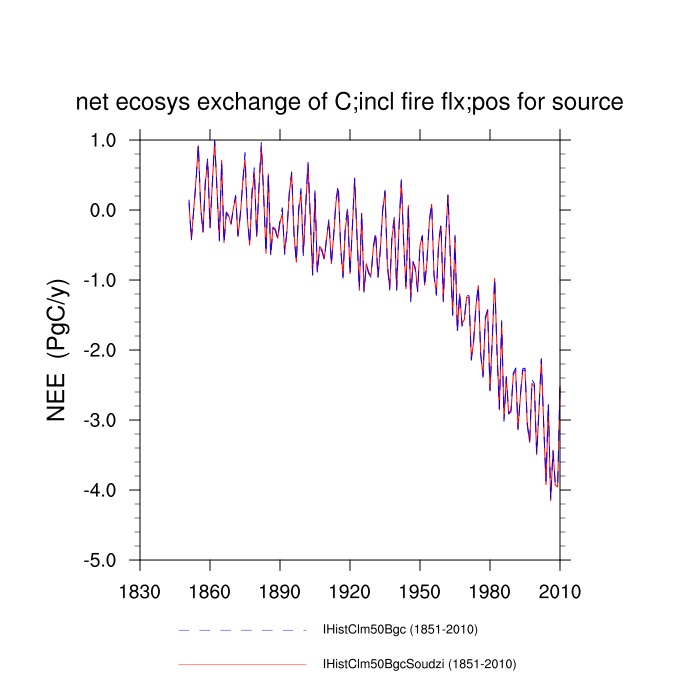 net ecosys exchange of C;incl fire flx;pos for source
NEE (PgC/y)
1.0
0.0
-1.0
-2.0
-3.0
-4.0
-5.0
1830 1860 1890 1920 1950 1980 2010
IHistClm50Bgc (1851-2010)
IHistClm50BgcSoudzi (1851-2010)